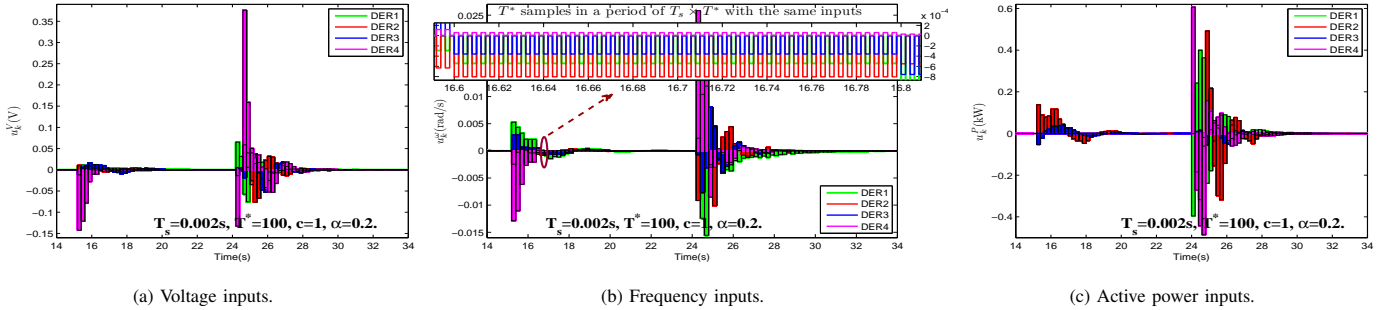 0.35
0.3
0.25
0.2
0.15
0.1
0.05
0
−0.05
−0.1
−0.15
u_k^V(V)
DER1
DER2
DER3
DER4
T_s=0.002s, T^*=100, c=1, α=0.2.
14 16 18 20 22 24 26 28 30 32 34
Time(s)
(a) Voltage inputs.
T^* samples in a period of T_s × T^* with the same inputs
×10^{-4}
2
0
−2
−4
−6
−8
16.6 16.62 16.64 16.66 16.68 16.7 16.72 16.74 16.76 16.78 16.8
0.025
0.01
0.005
0
−0.005
−0.01
−0.015
u_k^ω(rad/s)
DER1
DER2
DER3
DER4
T_s=0.002s, T^*=100, c=1, α=0.2.
14 16 18 20 22 24 26 28 30 32 34
Time(s)
(b) Frequency inputs.
0.6
0.4
0.2
0
−0.2
−0.4
u_k^P(kW)
DER1
DER2
DER3
DER4
T_s=0.002s, T^*=100, c=1, α=0.2.
14 16 18 20 22 24 26 28 30 32 34
Time(s)
(c) Active power inputs.